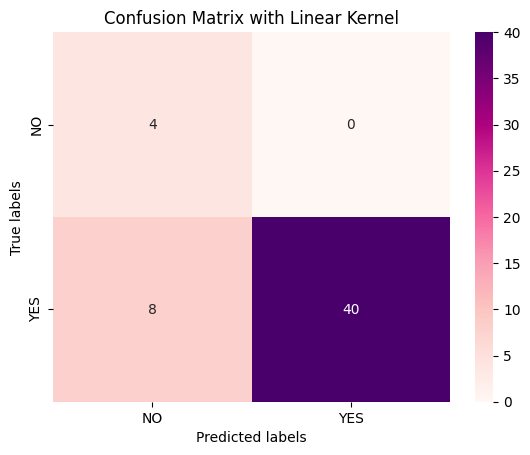 Confusion Matrix with Linear Kernel
True labels
NO
YES
4
0
8
40
NO
YES
Predicted labels
40
35
30
25
20
15
10
5
0